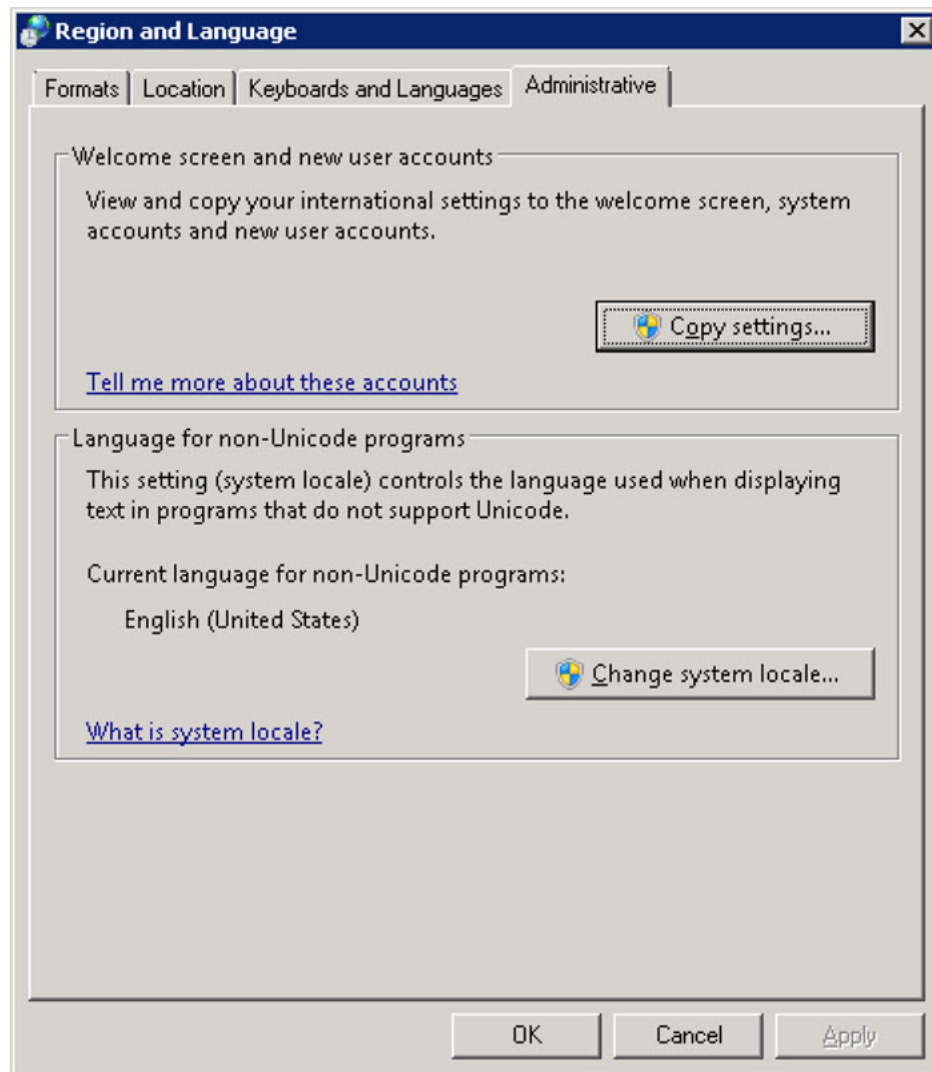 Region and Language
Formats
Location
Keyboards and Languages
Administrative
Welcome screen and new user accounts
View and copy your international settings to the welcome screen, system
accounts and new user accounts.
Copy settings...
Tell me more about these accounts
Language for non-Unicode programs
This setting (system locale) controls the language used when displaying
text in programs that do not support Unicode.
Current language for non-Unicode programs:
English (United States)
Change system locale...
What is system locale?
OK
Cancel
Apply